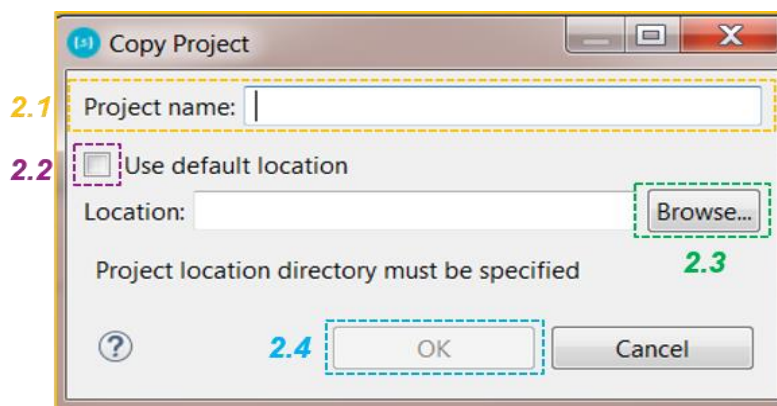 {s} Copy Project
2.1 Project name:
2.2 Use default location
Location: Browse...
2.3
Project location directory must be specified
? 2.4 OK Cancel